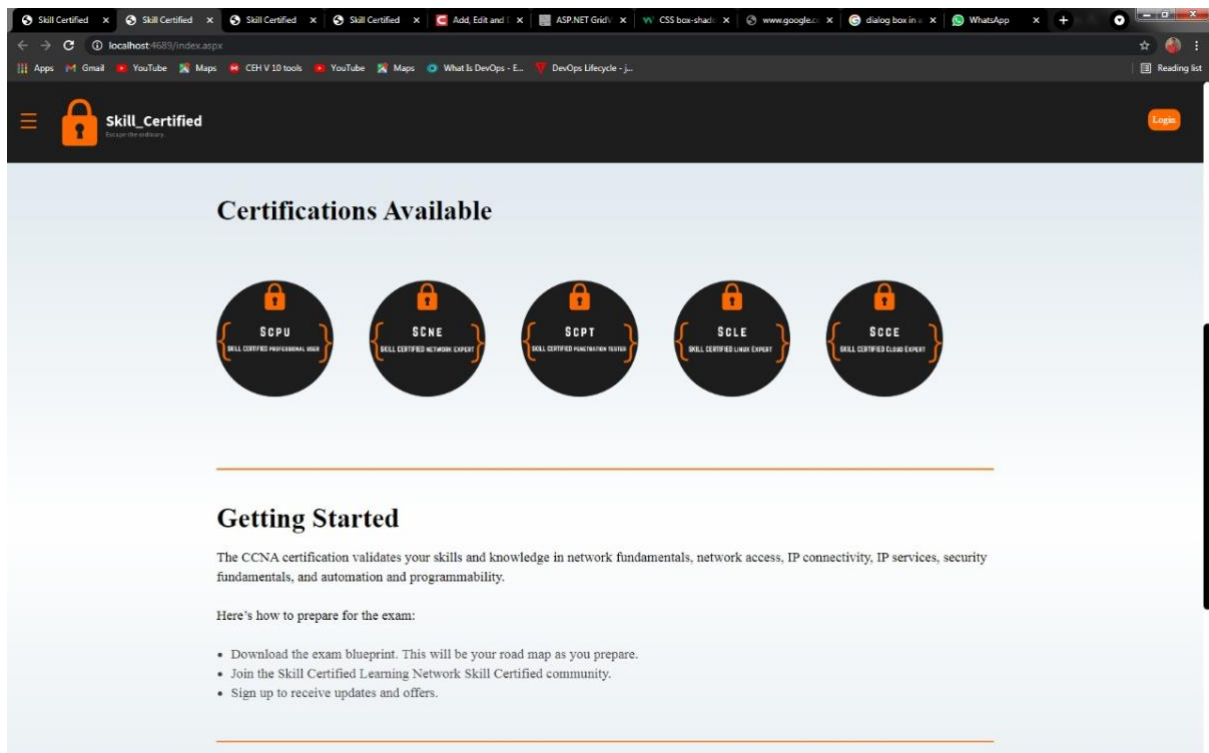 Skill Certified
Skill Certified
Skill Certified
Skill Certified
Add, Edit and
ASP.NET GridV
CSS box-shad
www.google.c
dialog box in a
WhatsApp
localhost:4689/index.aspx
Apps Gmail YouTube Maps CEH V 10 tools YouTube Maps What Is DevOps - E... DevOps Lifecycle - j... Reading list
Skill_Certified
Escape the ordinary.
Login
Certifications Available
SCPU
SKILL CERTIFIED PROFESSIONAL USER
SCNE
SKILL CERTIFIED NETWORK EXPERT
SCPT
SKILL CERTIFIED PENETRATION TESTER
SCLE
SKILL CERTIFIED LINUX EXPERT
SCCE
SKILL CERTIFIED CLOUD EXPERT
Getting Started
The CCNA certification validates your skills and knowledge in network fundamentals, network access, IP connectivity, IP services, security
fundamentals, and automation and programmability.
Here's how to prepare for the exam:
• Download the exam blueprint. This will be your road map as you prepare.
• Join the Skill Certified Learning Network Skill Certified community.
• Sign up to receive updates and offers.